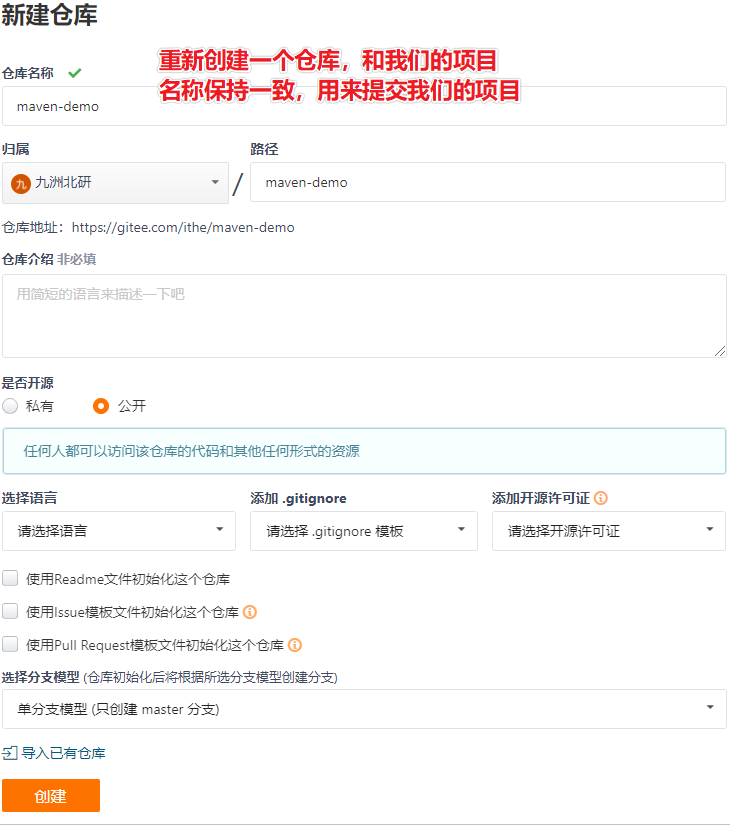 新建仓库
重新创建一个仓库，和我们的项目
名称保持一致，用来提交我们的项目
仓库名称
maven-demo
归属
路径
九 九洲北研
/
maven-demo
仓库地址：https://gitee.com/ithe/maven-demo
仓库介绍 非必填
用简短的语言来描述一下吧
是否开源
私有
公开
任何人都可以访问该仓库的代码和其他任何形式的资源
选择语言
添加 .gitignore
添加开源许可证
请选择语言
请选择 .gitignore 模板
请选择开源许可证
使用Readme文件初始化这个仓库
使用Issue模板文件初始化这个仓库
使用Pull Request模板文件初始化这个仓库
选择分支模型 (仓库初始化后将根据所选分支模型创建分支)
单分支模型 (只创建 master 分支)
导入已有仓库
创建